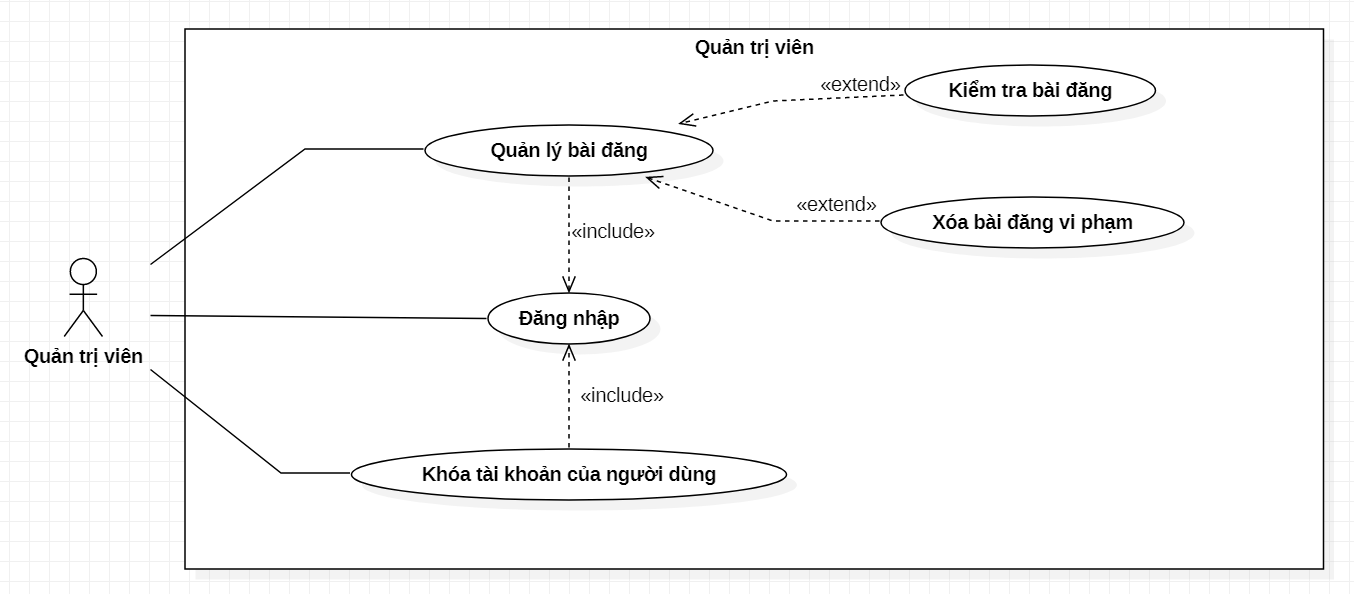 Quản trị viên
«extend»
Kiểm tra bài đăng
Quản lý bài đăng
«extend»
Xóa bài đăng vi phạm
«include»
Đăng nhập
Quản trị viên
«include»
Khóa tài khoản của người dùng